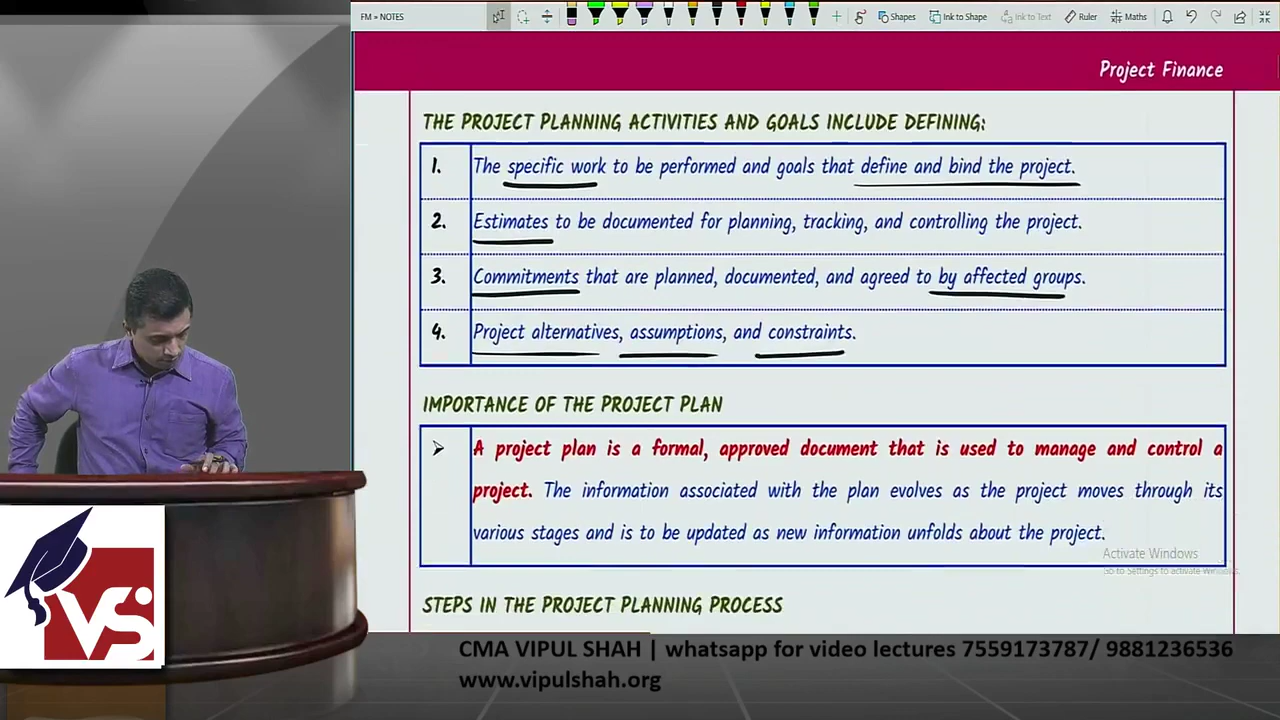 FM » NOTES
Shapes
Ink to Shape
Ink to Text
Ruler
Maths
Project Finance
THE PROJECT PLANNING ACTIVITIES AND GOALS INCLUDE DEFINING:
1. The specific work to be performed and goals that define and bind the project.
2. Estimates to be documented for planning, tracking, and controlling the project.
3. Commitments that are planned, documented, and agreed to by affected groups.
4. Project alternatives, assumptions, and constraints.
IMPORTANCE OF THE PROJECT PLAN
➢ A project plan is a formal, approved document that is used to manage and control a
project. The information associated with the plan evolves as the project moves through its
various stages and is to be updated as new information unfolds about the project.
Activate Windows
Go to Settings to activate Windows.
STEPS IN THE PROJECT PLANNING PROCESS
VS
CMA VIPUL SHAH | whatsapp for video lectures 7559173787/ 9881236536
www.vipulshah.org